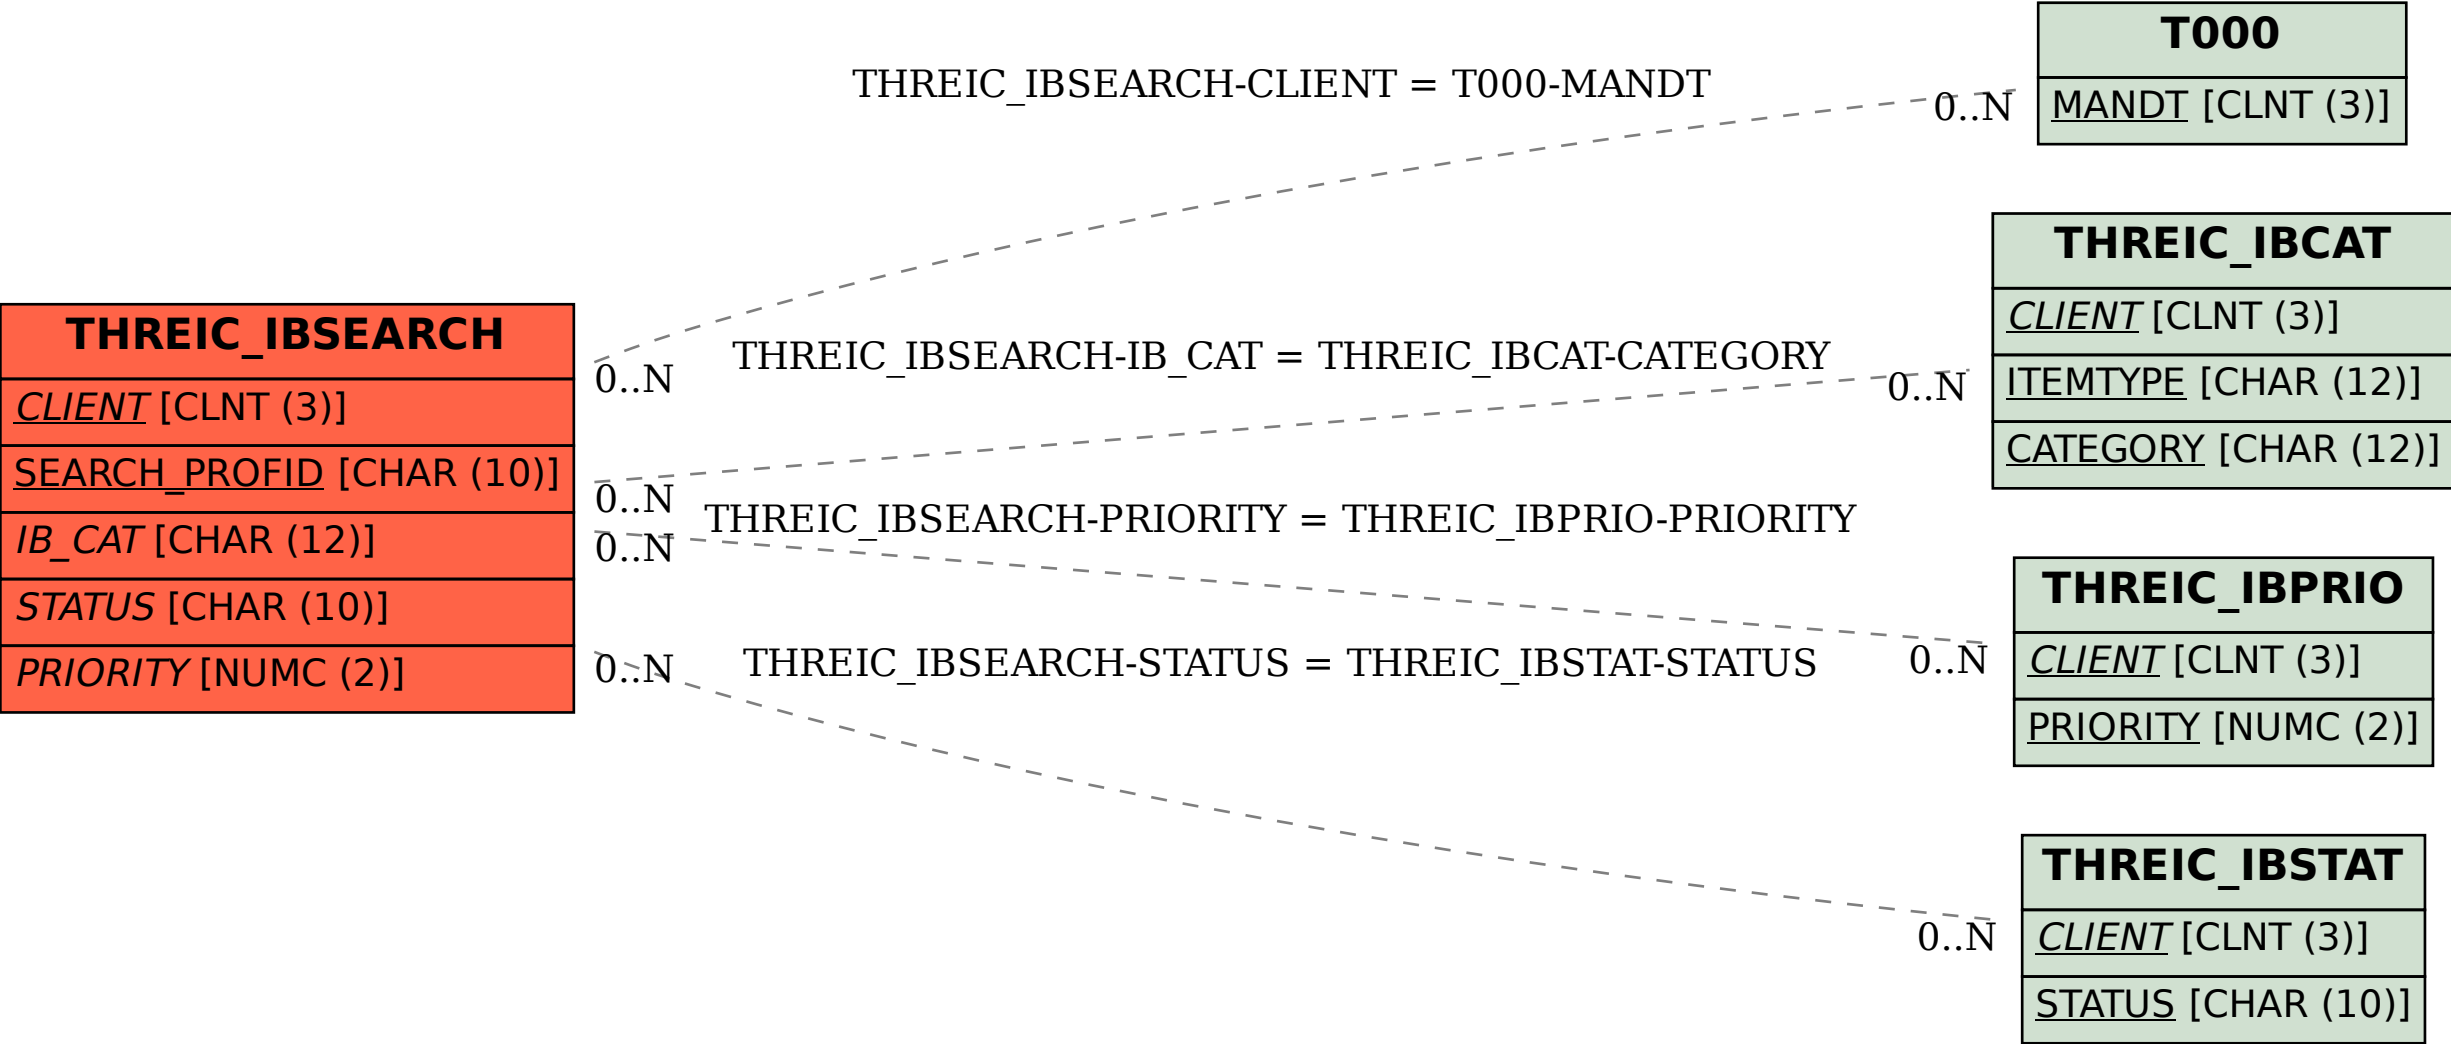 T000
MANDT [CLNT (3)]
THREIC_IBSEARCH-CLIENT = T000-MANDT
0..N
THREIC_IBCAT
CLIENT [CLNT (3)]
ITEMTYPE [CHAR (12)]
CATEGORY [CHAR (12)]
THREIC_IBSEARCH
CLIENT [CLNT (3)]
SEARCH_PROFID [CHAR (10)]
IB_CAT [CHAR (12)]
STATUS [CHAR (10)]
PRIORITY [NUMC (2)]
0..N
THREIC_IBSEARCH-IB_CAT = THREIC_IBCAT-CATEGORY
0..N
0..N
THREIC_IBSEARCH-PRIORITY = THREIC_IBPRIO-PRIORITY
0..N
THREIC_IBPRIO
CLIENT [CLNT (3)]
PRIORITY [NUMC (2)]
0..N
0..N
THREIC_IBSEARCH-STATUS = THREIC_IBSTAT-STATUS
THREIC_IBSTAT
CLIENT [CLNT (3)]
STATUS [CHAR (10)]
0..N